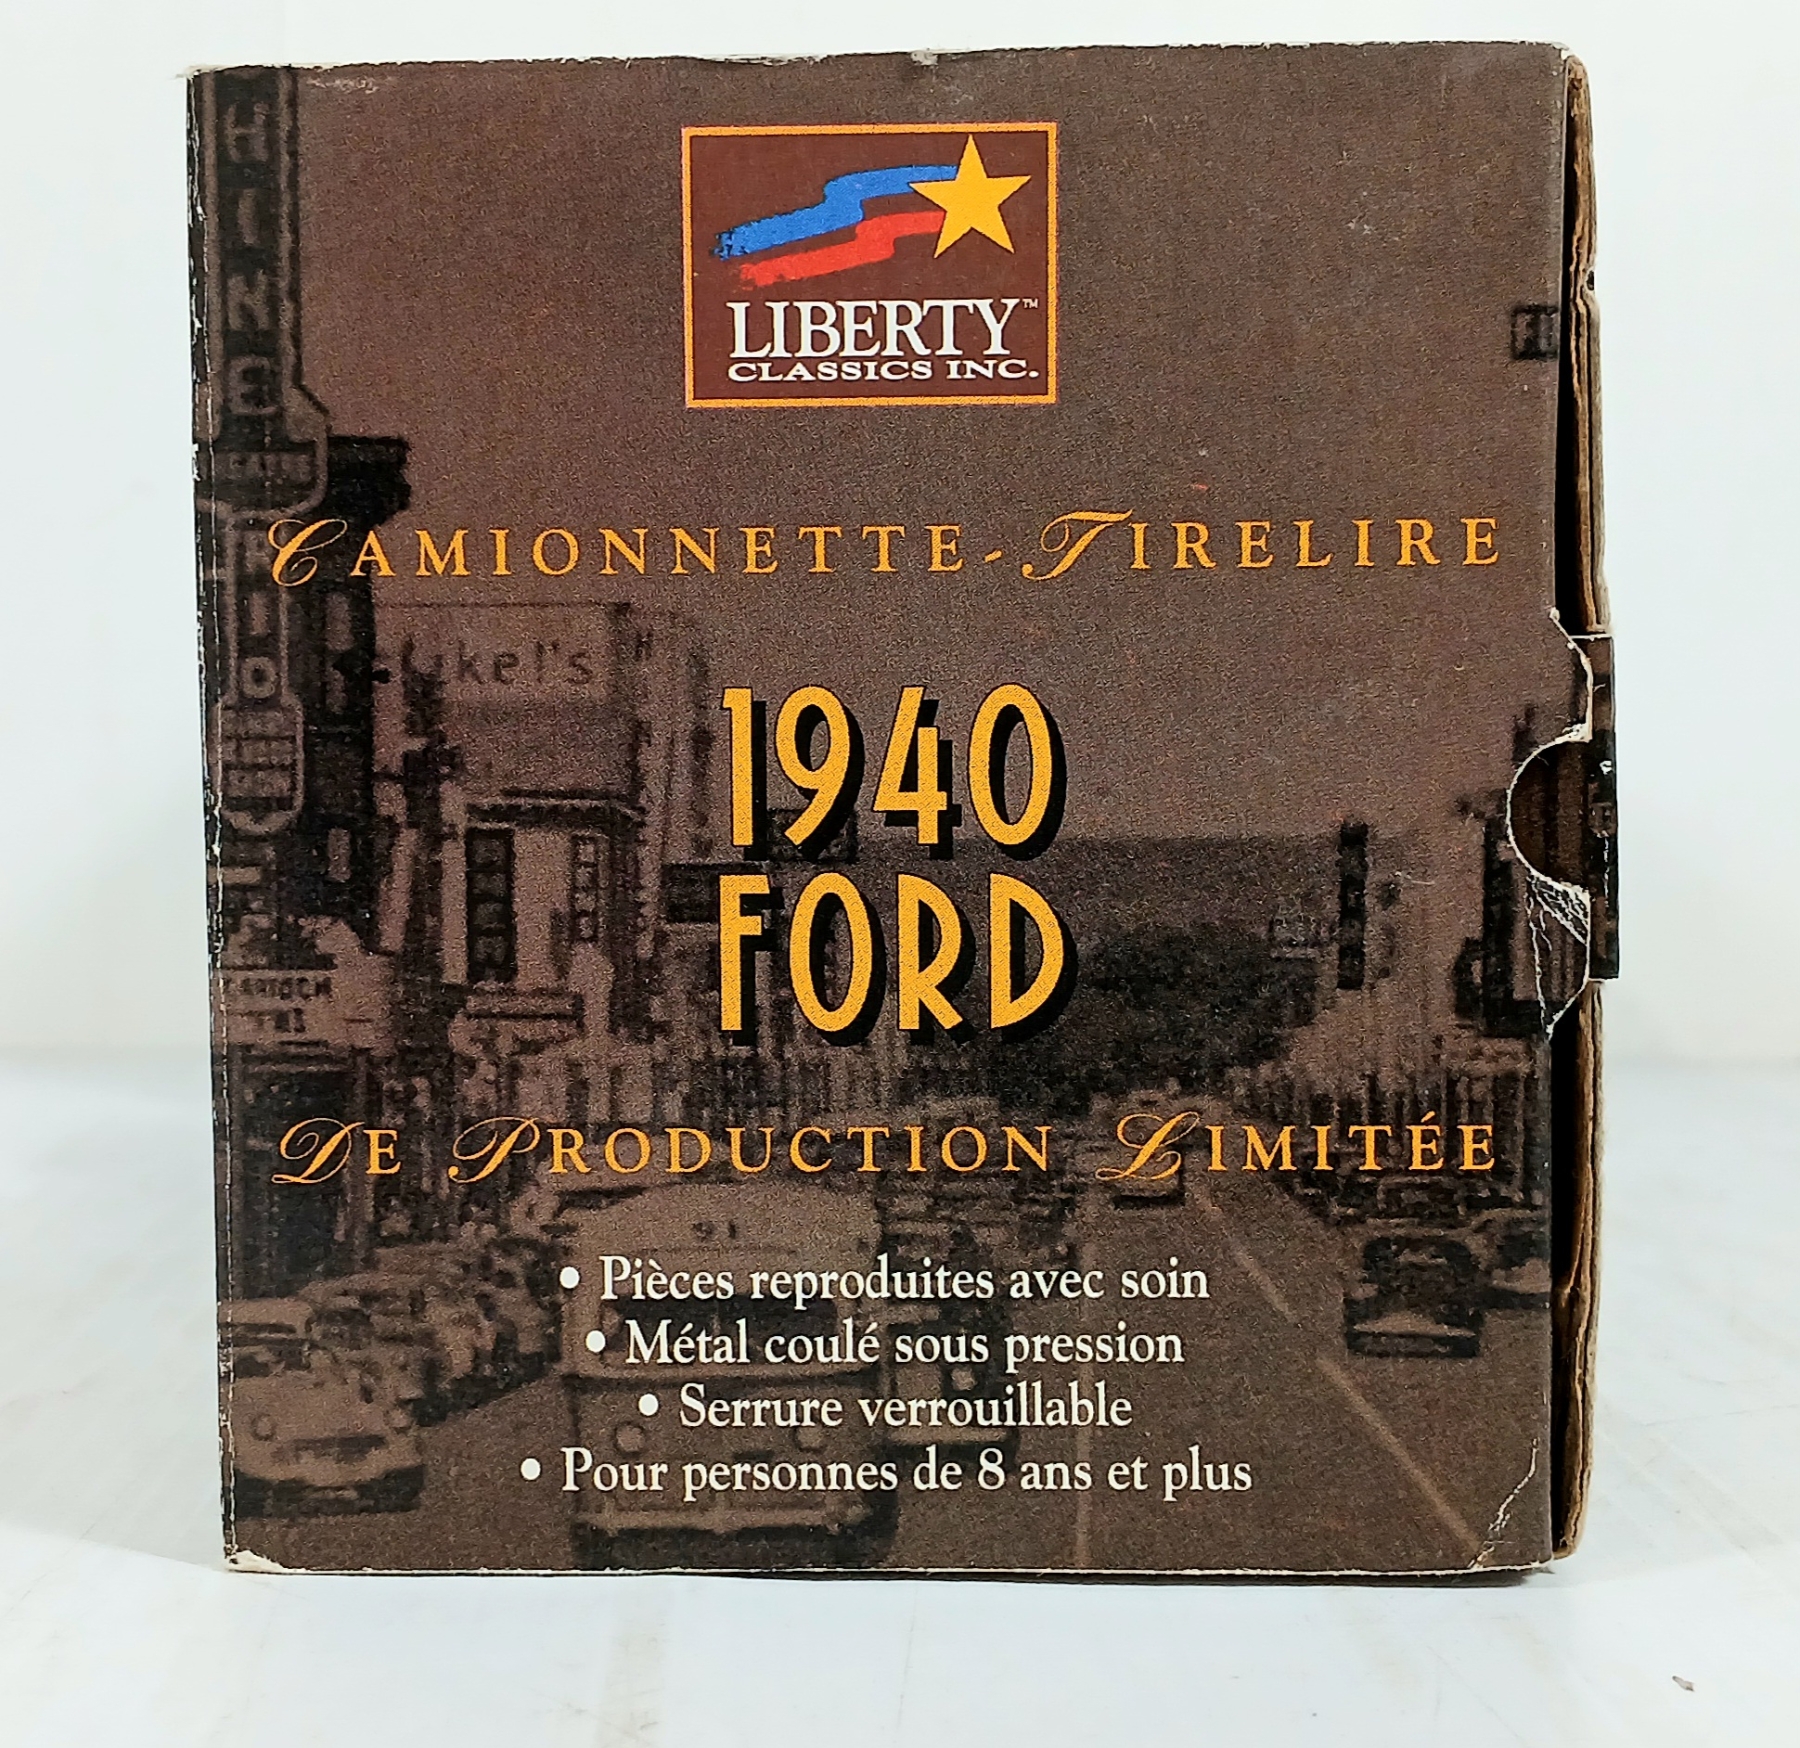 LIBERTY™
CLASSICS INC.
CAMIONNETTE-TIRELIRE
1940
FORD
DE PRODUCTION LIMITÉE
• Pièces reproduites avec soin
• Métal coulé sous pression
• Serrure verrouillable
• Pour personnes de 8 ans et plus
91